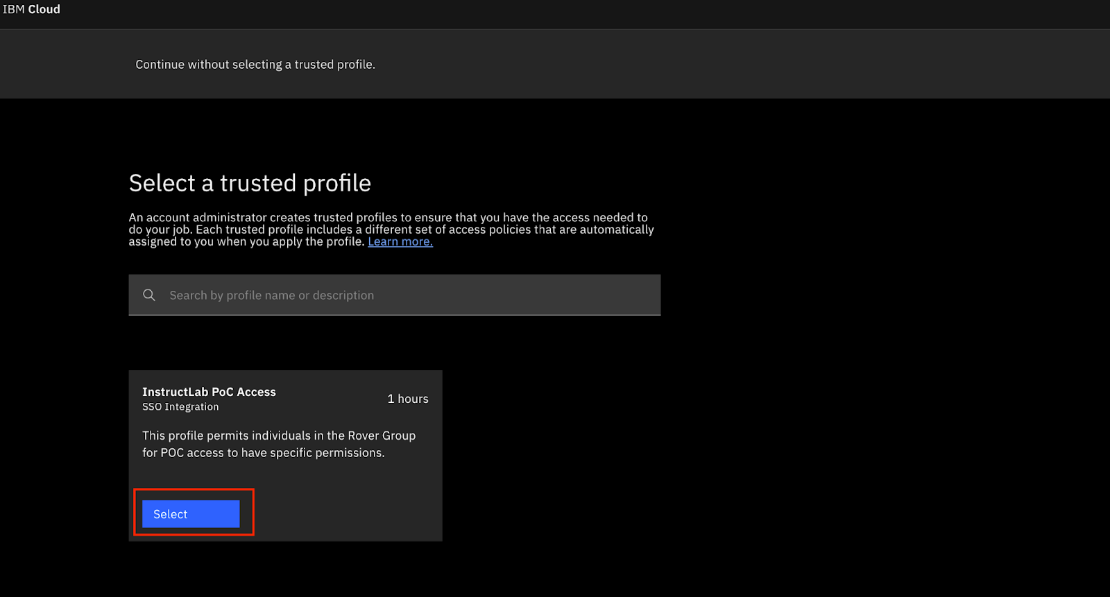 IBM Cloud
Continue without selecting a trusted profile.
Select a trusted profile
An account administrator creates trusted profiles to ensure that you have the access needed to
do your job. Each trusted profile includes a different set of access policies that are automatically
assigned to you when you apply the profile. Learn more.
Search by profile name or description
InstructLab PoC Access
SSO Integration
1 hours
This profile permits individuals in the Rover Group
for POC access to have specific permissions.
Select